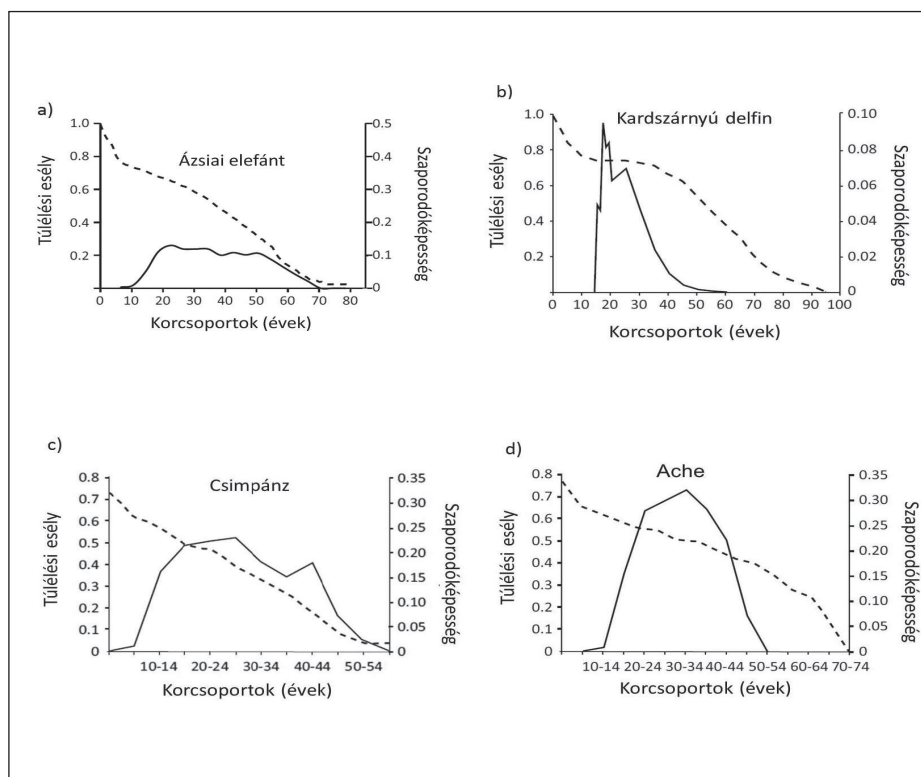 a)
Ázsiai elefánt
Túlélési esély
1.0
0.8
0.6
0.4
0.2
0.5
0.4
0.3
0.2
0.1
0
Szaporodóképesség
0 10 20 30 40 50 60 70 80
Korcsoportok (évek)
b)
Kardszárnyú delfin
Túlélési esély
1.0
0.8
0.6
0.4
0.2
0.10
0.08
0.06
0.04
0.02
0
Szaporodóképesség
0 10 20 30 40 50 60 70 80 90 100
Korcsoportok (évek)
c)
Csimpánz
Túlélési esély
0.8
0.7
0.6
0.5
0.4
0.3
0.2
0.1
0
0.35
0.30
0.25
0.20
0.15
0.10
0.05
0
Szaporodóképesség
10-14 20-24 30-34 40-44 50-54
Korcsoportok (évek)
d)
Ache
Túlélési esély
0.8
0.7
0.6
0.5
0.4
0.3
0.2
0.1
0
0.35
0.30
0.25
0.20
0.15
0.10
0.05
0.00
Szaporodóképesség
10-14 20-24 30-34 40-44 50-54 60-64 70-74
Korcsoportok (évek)